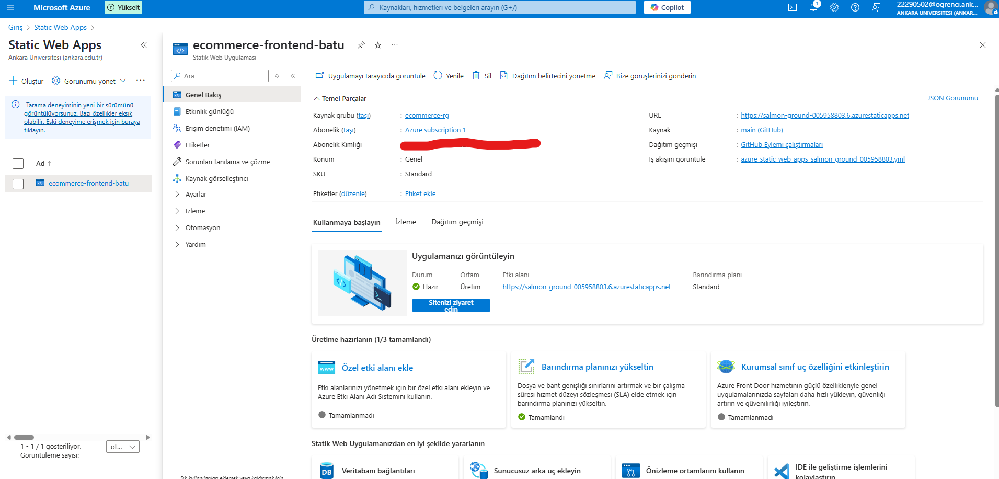 Microsoft Azure
Yükselt
Kaynakları, hizmetleri ve belgeleri arayın (G+/)
Copilot
1
22290502@ogrenci.ank...
ANKARA ÜNİVERSİTESİ (ANKAR...
Giriş > Static Web Apps >
Static Web Apps
Ankara Üniversitesi (ankara.edu.tr)
Oluştur
Görünümü yönet
...
Tarama deneyiminin yeni bir sürümünü
görüntülüyorsunuz. Bazı özellikler eksik
olabilir. Eski deneyime erişmek için buraya
tıklayın.
Ad ↑
ecommerce-frontend-batu
1 - 1 / 1 gösteriliyor.
Görüntüleme sayısı:
ot...
ecommerce-frontend-batu
...
Statik Web Uygulaması
Ara
Genel Bakış
Etkinlik günlüğü
Erişim denetimi (IAM)
Etiketler
Sorunları tanılama ve çözme
Kaynak görselleştirici
Ayarlar
İzleme
Otomasyon
Yardım
Sık kullanılanları eklemek veya kaldırmak için
Uygulamayı tarayıcıda görüntüle
Yenile
Sil
Dağıtım belirtecini yönetme
Bize görüşlerinizi gönderin
Temel Parçalar
JSON Görünümü
Kaynak grubu (taşı) : ecommerce-rg
Abonelik (taşı) : Azure subscription 1
Abonelik Kimliği
Konum : Genel
SKU : Standard
Etiketler (düzenle) : Etiket ekle
URL : https://salmon-ground-005958803.6.azurestaticapps.net
Kaynak : main (GitHub)
Dağıtım geçmişi : GitHub Eylemi çalıştırmaları
İş akışını görüntüle : azure-static-web-apps-salmon-ground-005958803.yml
Kullanmaya başlayın
İzleme
Dağıtım geçmişi
Uygulamanızı görüntüleyin
Durum
Hazır
Ortam
Üretim
Etki alanı
https://salmon-ground-005958803.6.azurestaticapps.net
Barındırma planı
Standard
Sitenizi ziyaret
edin
Üretime hazırlanın (1/3 tamamlandı)
WWW
Özel etki alanı ekle
Etki alanlarınızı yönetmek için bir özel etki alanı ekleyin ve
Azure Etki Alanı Adı Sistemini kullanın.
Tamamlanmadı
Barındırma planınızı yükseltin
Dosya ve bant genişliği sınırlarını artırmak ve bir çalışma
süresi hizmet düzeyi sözleşmesi (SLA) elde etmek için
barındırma planınızı yükseltin.
Tamamlandı
Kurumsal sınıf uç özelliğini etkinleştirin
Azure Front Door hizmetinin güçlü özellikleriyle genel
uygulamalarınızda sayfaları daha hızlı yükleyin, güvenliği
artırın ve güvenilirliği iyileştirin.
Tamamlanmadı
Statik Web Uygulamanızdan en iyi şekilde yararlanın
DB
Veritabanı bağlantıları
Sunucusuz arka uç ekleyin
Önizleme ortamlarını kullanın
IDE ile geliştirme işlemlerini
kolaylaştırın